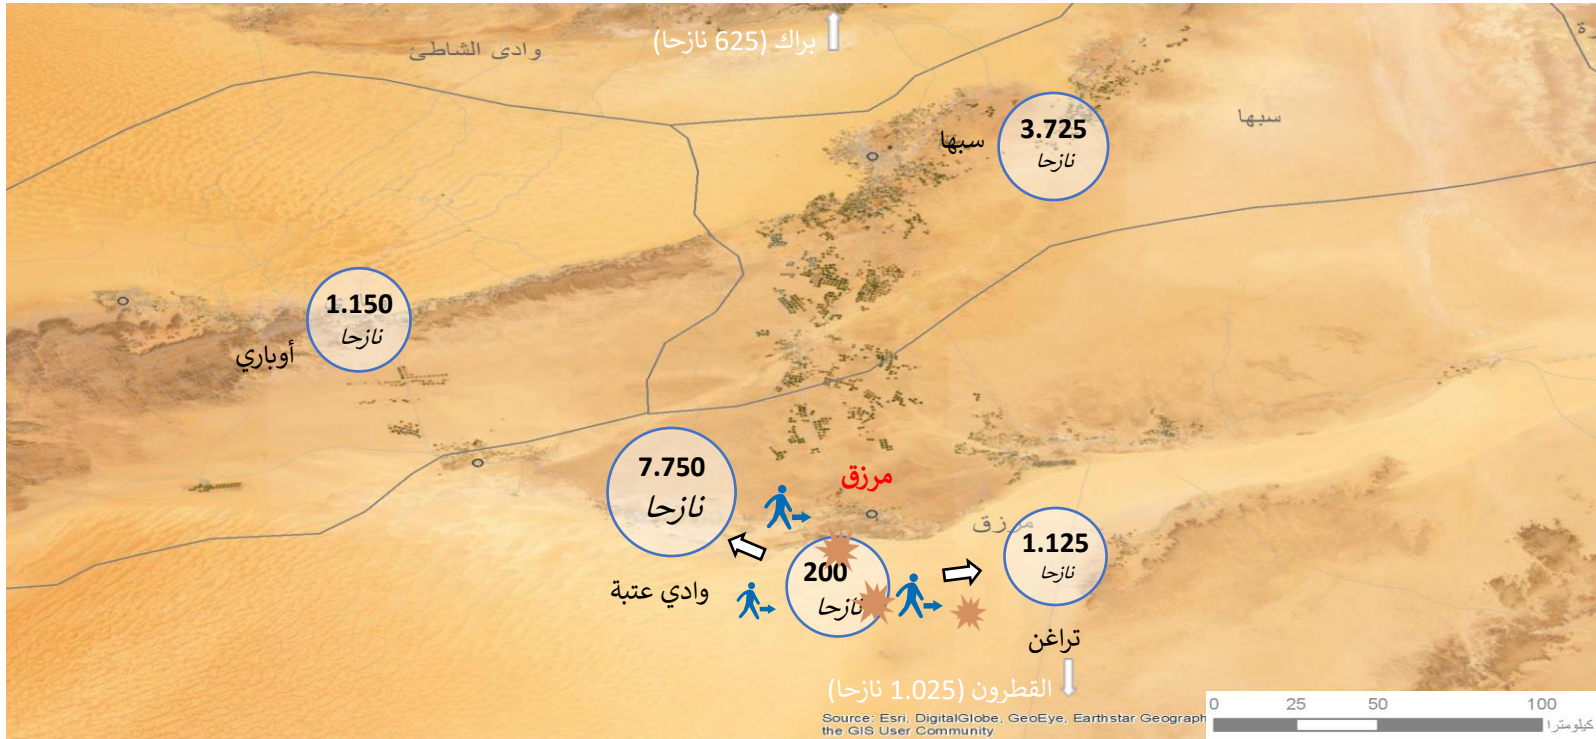 براك (625 نازحا)
وادى الشاطئ
رة
سبها
3.725
نازحا
سبها
1.150
نازحا
أوباري
7.750
نازحا
مرزق
مرزق
1.125
نازحا
200
نازحا
وادي عتبة
تراغن
القطرون (1.025 نازحا)
Source: Esri, DigitalGlobe, GeoEye, Earthstar Geograph
the GIS User Community
0 25 50 100
كيلومترا